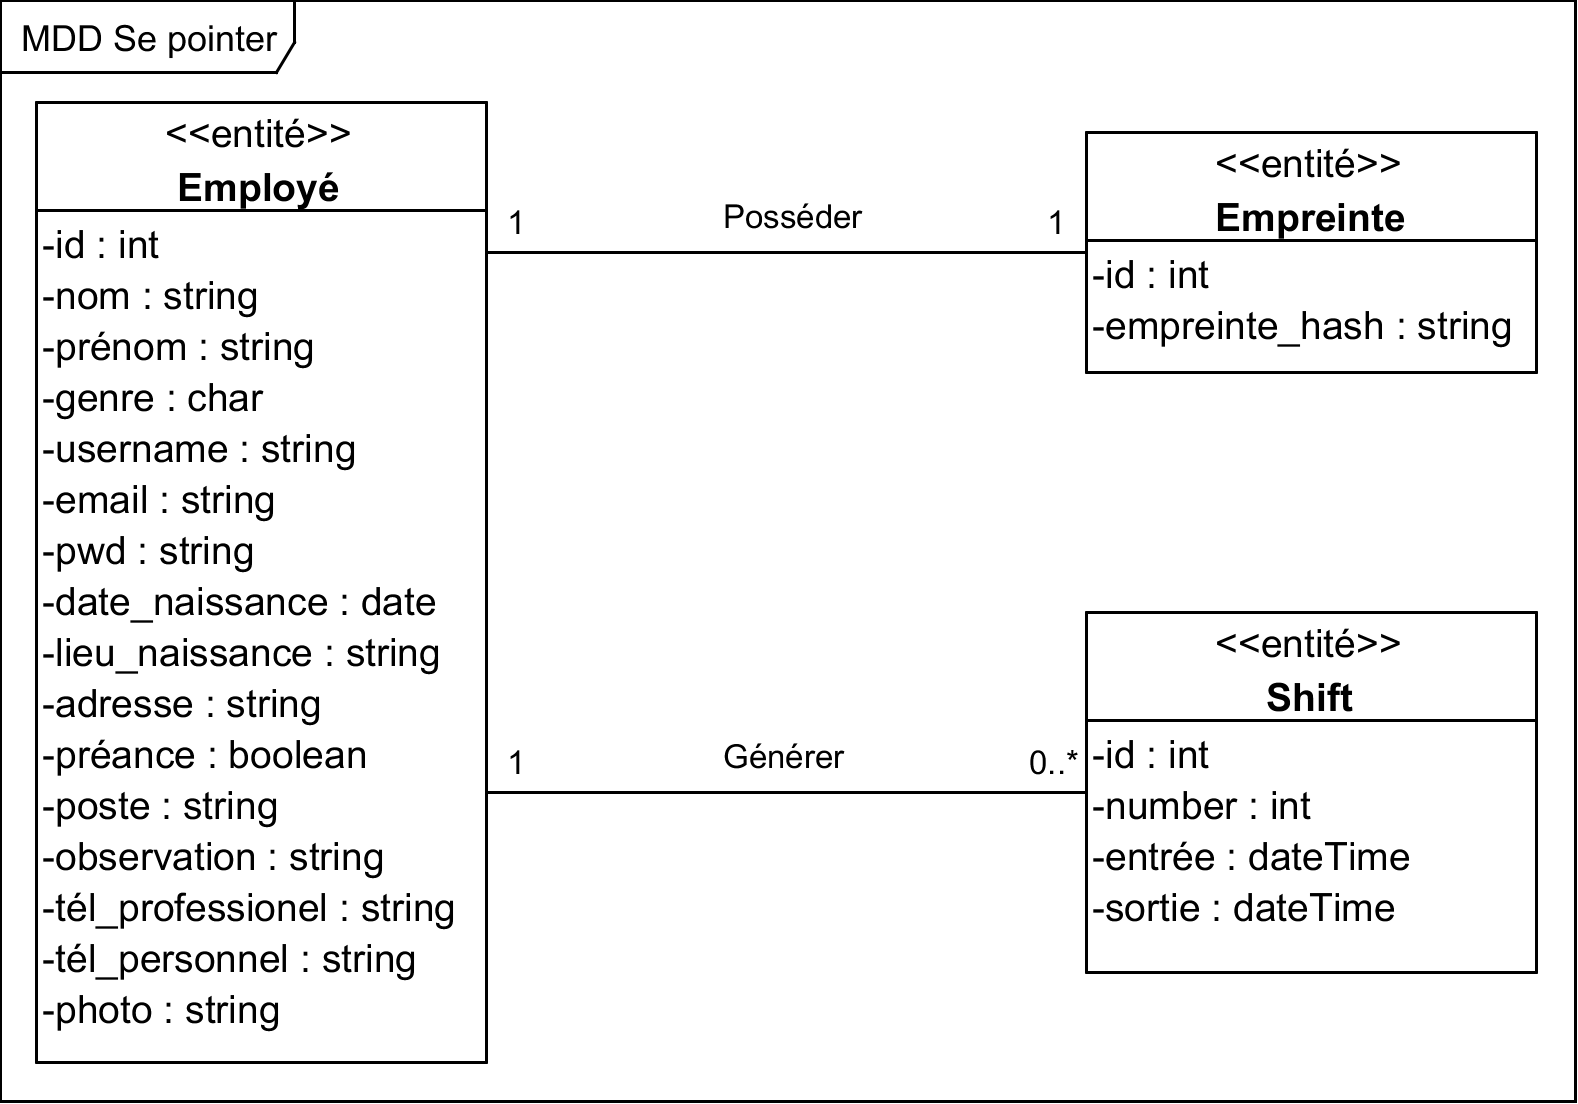 MDD Se pointer
<<entité>>
Employé
-id : int
-nom : string
-prénom : string
-genre : char
-username : string
-email : string
-pwd : string
-date_naissance : date
-lieu_naissance : string
-adresse : string
-préance : boolean
-poste : string
-observation : string
-tél_professionel : string
-tél_personnel : string
-photo : string
1 Posséder 1
<<entité>>
Empreinte
-id : int
-empreinte_hash : string
1 Générer 0..*
<<entité>>
Shift
-id : int
-number : int
-entrée : dateTime
-sortie : dateTime